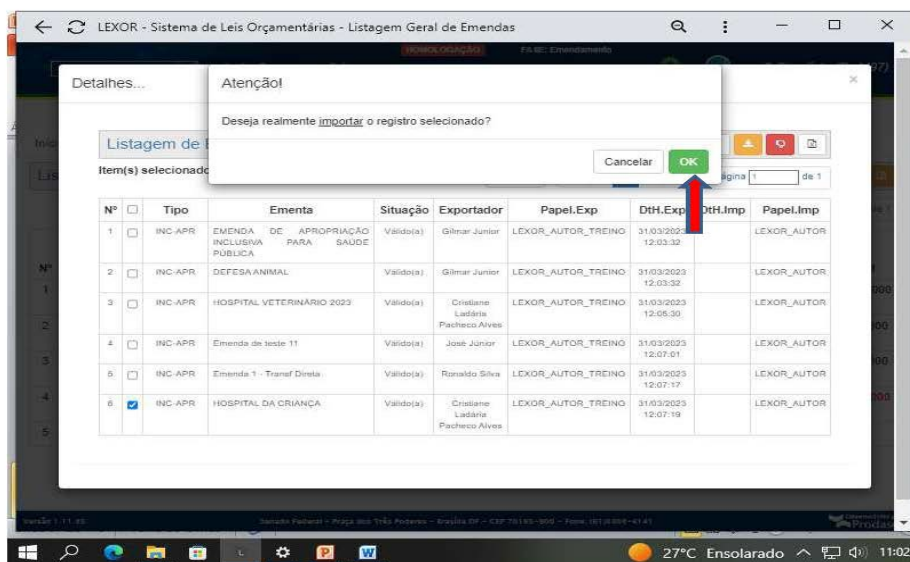 LEXOR - Sistema de Leis Orçamentárias - Listagem Geral de Emendas
HOMOLOGAÇÃO FASE: Emendamento
Detalhes...
Atenção!
Deseja realmente importar o registro selecionado?
Cancelar OK
Listagem de
Item(s) selecionado
Página 1 de 1
Nº Tipo Ementa Situação Exportador Papel.Exp DtH.Exp DtH.Imp Papel.Imp
1 INC-APR EMENDA DE APROPRIAÇÃO INCLUSIVA PARA SAÚDE PÚBLICA Válido(a) Gilmar Junior LEXOR_AUTOR_TREINO 31/03/2023 12:03:32 LEXOR_AUTOR
2 INC-APR DEFESA ANIMAL Válido(a) Gilmar Junior LEXOR_AUTOR_TREINO 31/03/2023 12:03:32 LEXOR_AUTOR
3 INC-APR HOSPITAL VETERINÁRIO 2023 Válido(a) Cristiane Ladária Pacheco Alves LEXOR_AUTOR_TREINO 31/03/2023 12:05:30 LEXOR_AUTOR
4 INC-APR Emenda de teste 11 Válido(a) José Júnior LEXOR_AUTOR_TREINO 31/03/2023 12:07:01 LEXOR_AUTOR
5 INC-APR Emenda 1 - Transf Direta Válido(a) Ronaldo Silva LEXOR_AUTOR_TREINO 31/03/2023 12:07:17 LEXOR_AUTOR
6 INC-APR HOSPITAL DA CRIANÇA Válido(a) Cristiane Ladária Pacheco Alves LEXOR_AUTOR_TREINO 31/03/2023 12:07:19 LEXOR_AUTOR
Senado Federal - Praça dos Três Poderes - Brasília DF - CEP 70165-900
27°C Ensolarado 11:02